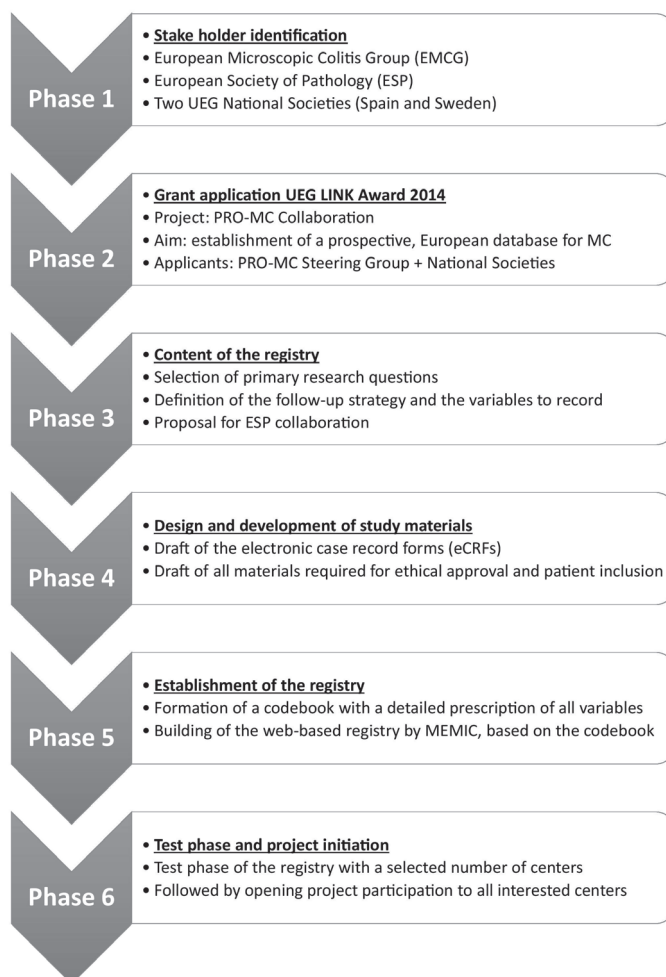 Phase 1
• Stake holder identification
• European Microscopic Colitis Group (EMCG)
• European Society of Pathology (ESP)
• Two UEG National Societies (Spain and Sweden)
Phase 2
• Grant application UEG LINK Award 2014
• Project: PRO-MC Collaboration
• Aim: establishment of a prospective, European database for MC
• Applicants: PRO-MC Steering Group + National Societies
Phase 3
• Content of the registry
• Selection of primary research questions
• Definition of the follow-up strategy and the variables to record
• Proposal for ESP collaboration
Phase 4
• Design and development of study materials
• Draft of the electronic case record forms (eCRFs)
• Draft of all materials required for ethical approval and patient inclusion
Phase 5
• Establishment of the registry
• Formation of a codebook with a detailed prescription of all variables
• Building of the web-based registry by MEMIC, based on the codebook
Phase 6
• Test phase and project initiation
• Test phase of the registry with a selected number of centers
• Followed by opening project participation to all interested centers